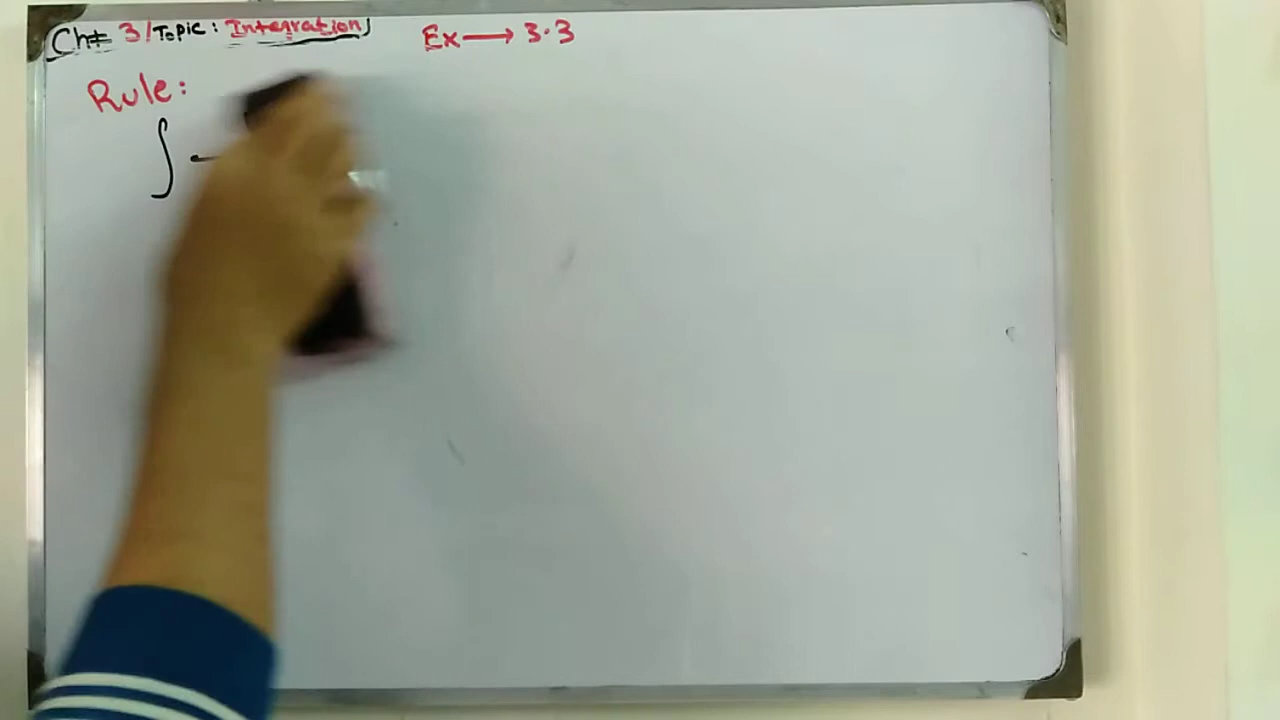 Ch# 3/Topic: Integration Ex → 3.3
Rule:
∫ -